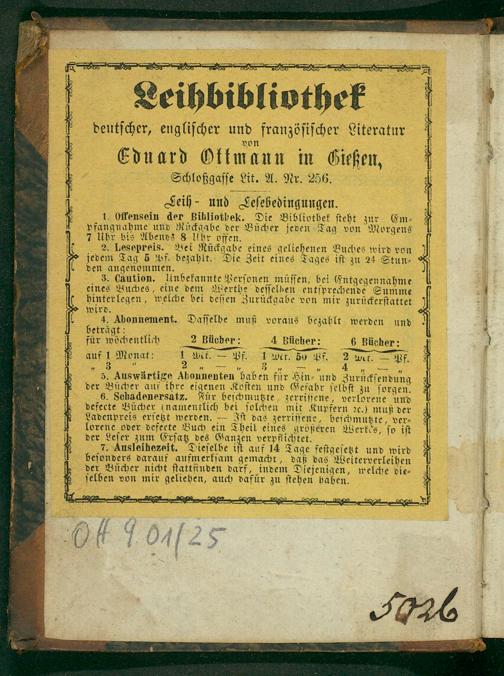 Leihbibliothek
deutscher, englischer und französischer Literatur
von
Eduard Ottmann in Gießen,
Schloßgasse Lit. A. Nr. 256.
Leih- und Lesebedingungen.
1. Offensein der Bibliothek. Die Bibliothek steht zur Em-
pfangnahme und Rückgabe der Bücher jeden Tag von Morgens
7 Uhr bis Abends 8 Uhr offen.
2. Lesepreis. Bei Rückgabe eines geliehenen Buches wird von
jedem Tag 5 Pf. bezahlt. Die Zeit eines Tages ist zu 24 Stun-
den angenommen.
3. Caution. Unbekannte Personen müssen, bei Entgegennahme
eines Buches, eine dem Werthe desselben entsprechende Summe
hinterlegen, welche bei dessen Zurückgabe von mir zurückerstattet
wird.
4. Abonnement. Dasselbe muß voraus bezahlt werden und
beträgt:
für wöchentlich 2 Bücher: 4 Bücher: 6 Bücher:
auf 1 Monat: 1 Mk. — Pf. 1 Mk. 50 Pf. 2 Mk. — Pf.
„ 3 „ 2 „ — „ 3 „ — „ 4 „ — „
5. Auswärtige Abonnenten haben für Hin- und Zurücksendung
der Bücher auf ihre eigenen Kosten und Gefahr selbst zu sorgen.
6. Schadenersatz. Für beschmutzte, zerrissene, verlorene und
defecte Bücher (namentlich bei solchen mit Kupfern ꝛc.) muß der
Ladenpreis ersetzt werden. — Ist das zerrissene, beschmutzte, ver-
lorene oder defecte Buch ein Theil eines größeren Werkes, so ist
der Leser zum Ersatz des Ganzen verpflichtet.
7. Ausleihezeit. Dieselbe ist auf 14 Tage festgesetzt und wird
besonders darauf aufmerksam gemacht, daß das Weiterverleihen
der Bücher nicht stattfinden darf, indem Diejenigen, welche die-
selben von mir geliehen, auch dafür zu stehen haben.
OH 9 01/25
5026